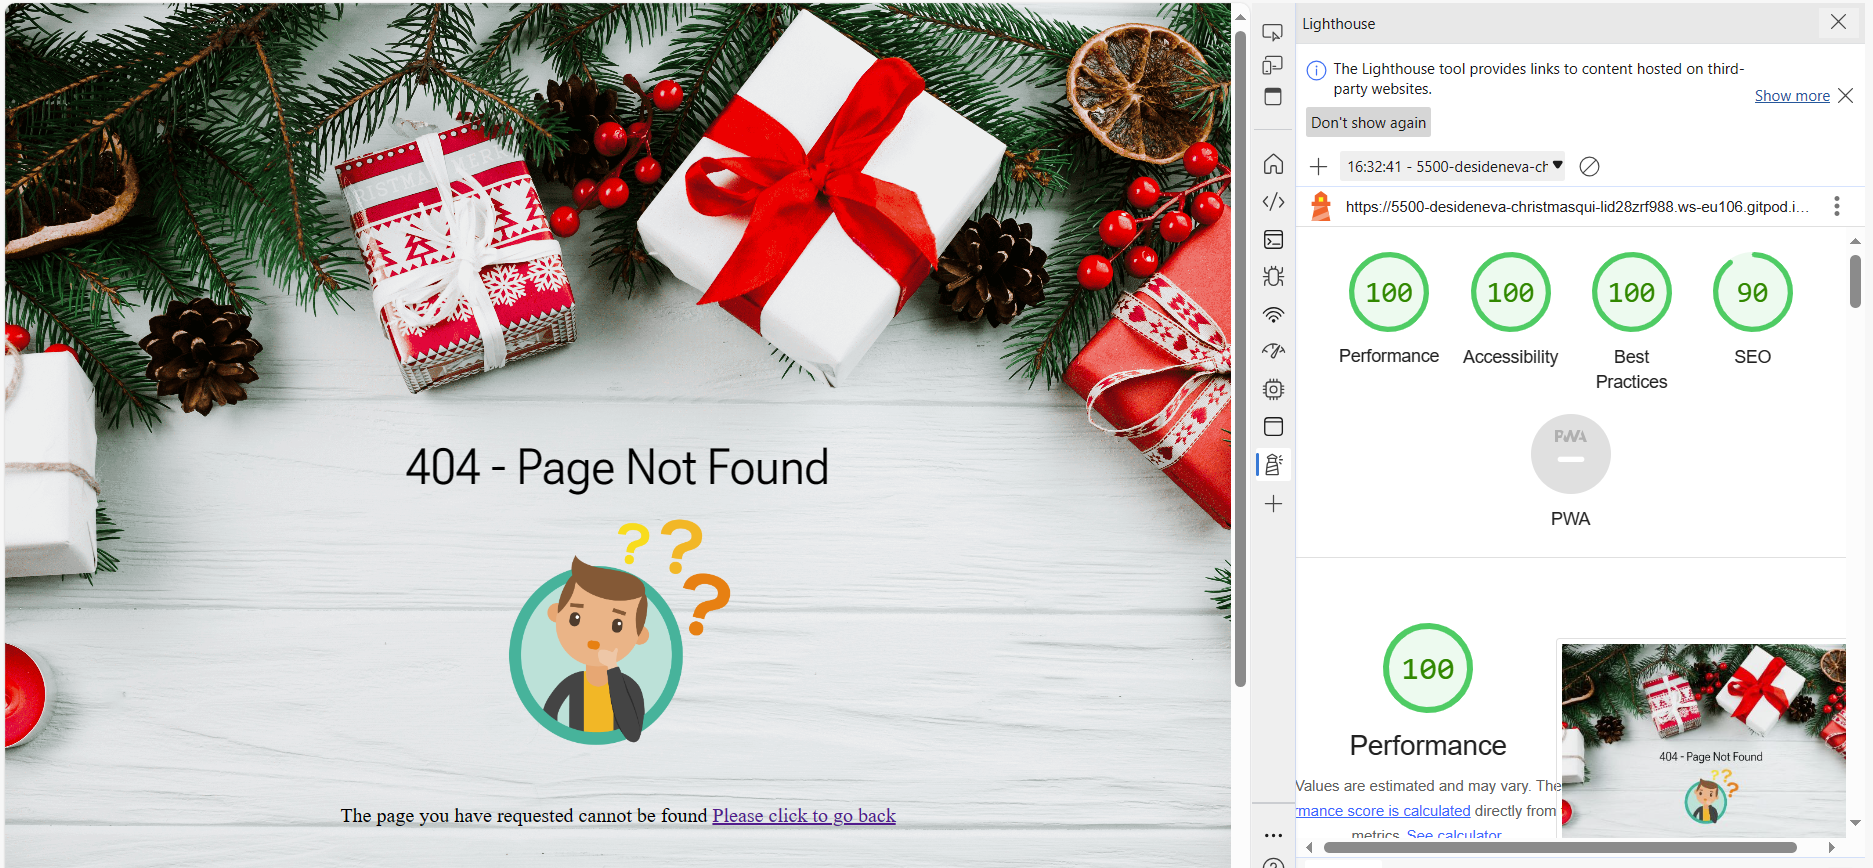 404 - Page Not Found
? ? ?
The page you have requested cannot be found Please click to go back
Lighthouse
The Lighthouse tool provides links to content hosted on third-
party websites.
Show more
Don't show again
16:32:41 - 5500-desideneva-ch
https://5500-desideneva-christmasqui-lid28zrf988.ws-eu106.gitpod.i...
100 100 100 90
Performance Accessibility Best SEO
Practices
PWA
PWA
100
Performance
Values are estimated and may vary. The
mance score is calculated directly from
metrics. See calculator
404 - Page Not Found